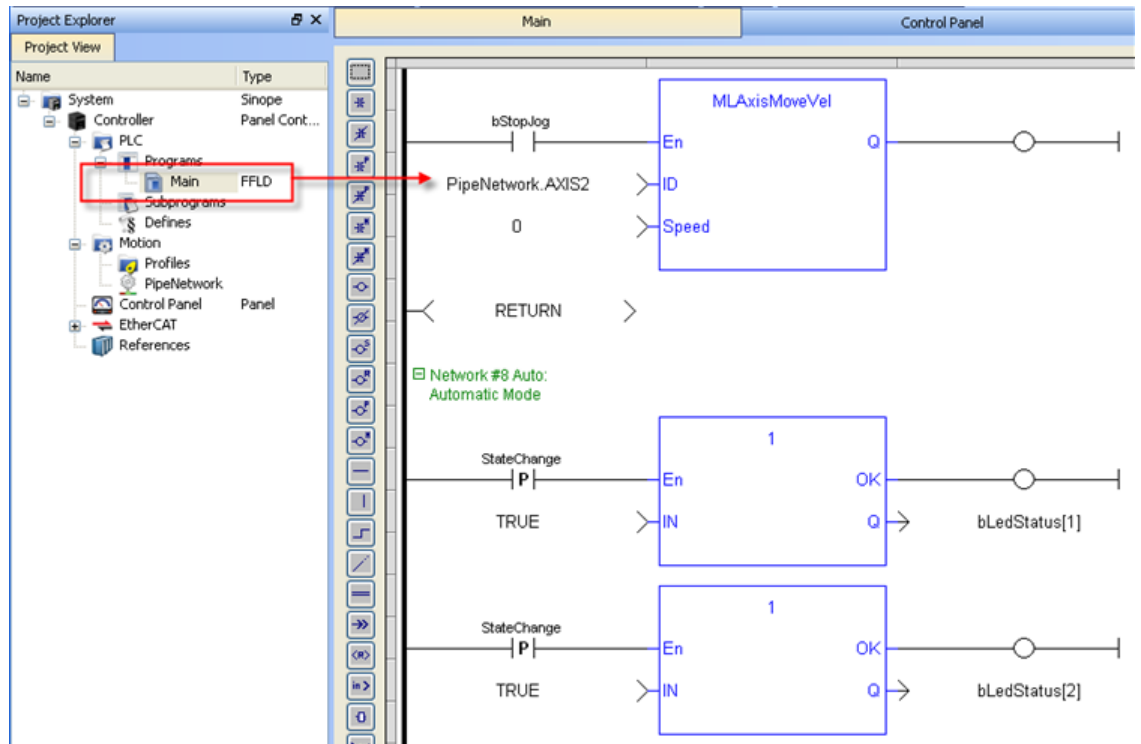 Project Explorer
Project View
Name Type
System Sinope
Controller Panel Cont...
PLC
Programs
Main FFLD
Subprograms
Defines
Motion
Profiles
PipeNetwork
Control Panel Panel
EtherCAT
References
Main Control Panel
MLAxisMoveVel
bStopJog
En Q
PipeNetwork.AXIS2 ID
0 Speed
RETURN
Network #8 Auto:
Automatic Mode
1
StateChange
P En OK
TRUE IN Q bLedStatus[1]
1
StateChange
P En OK
TRUE IN Q bLedStatus[2]